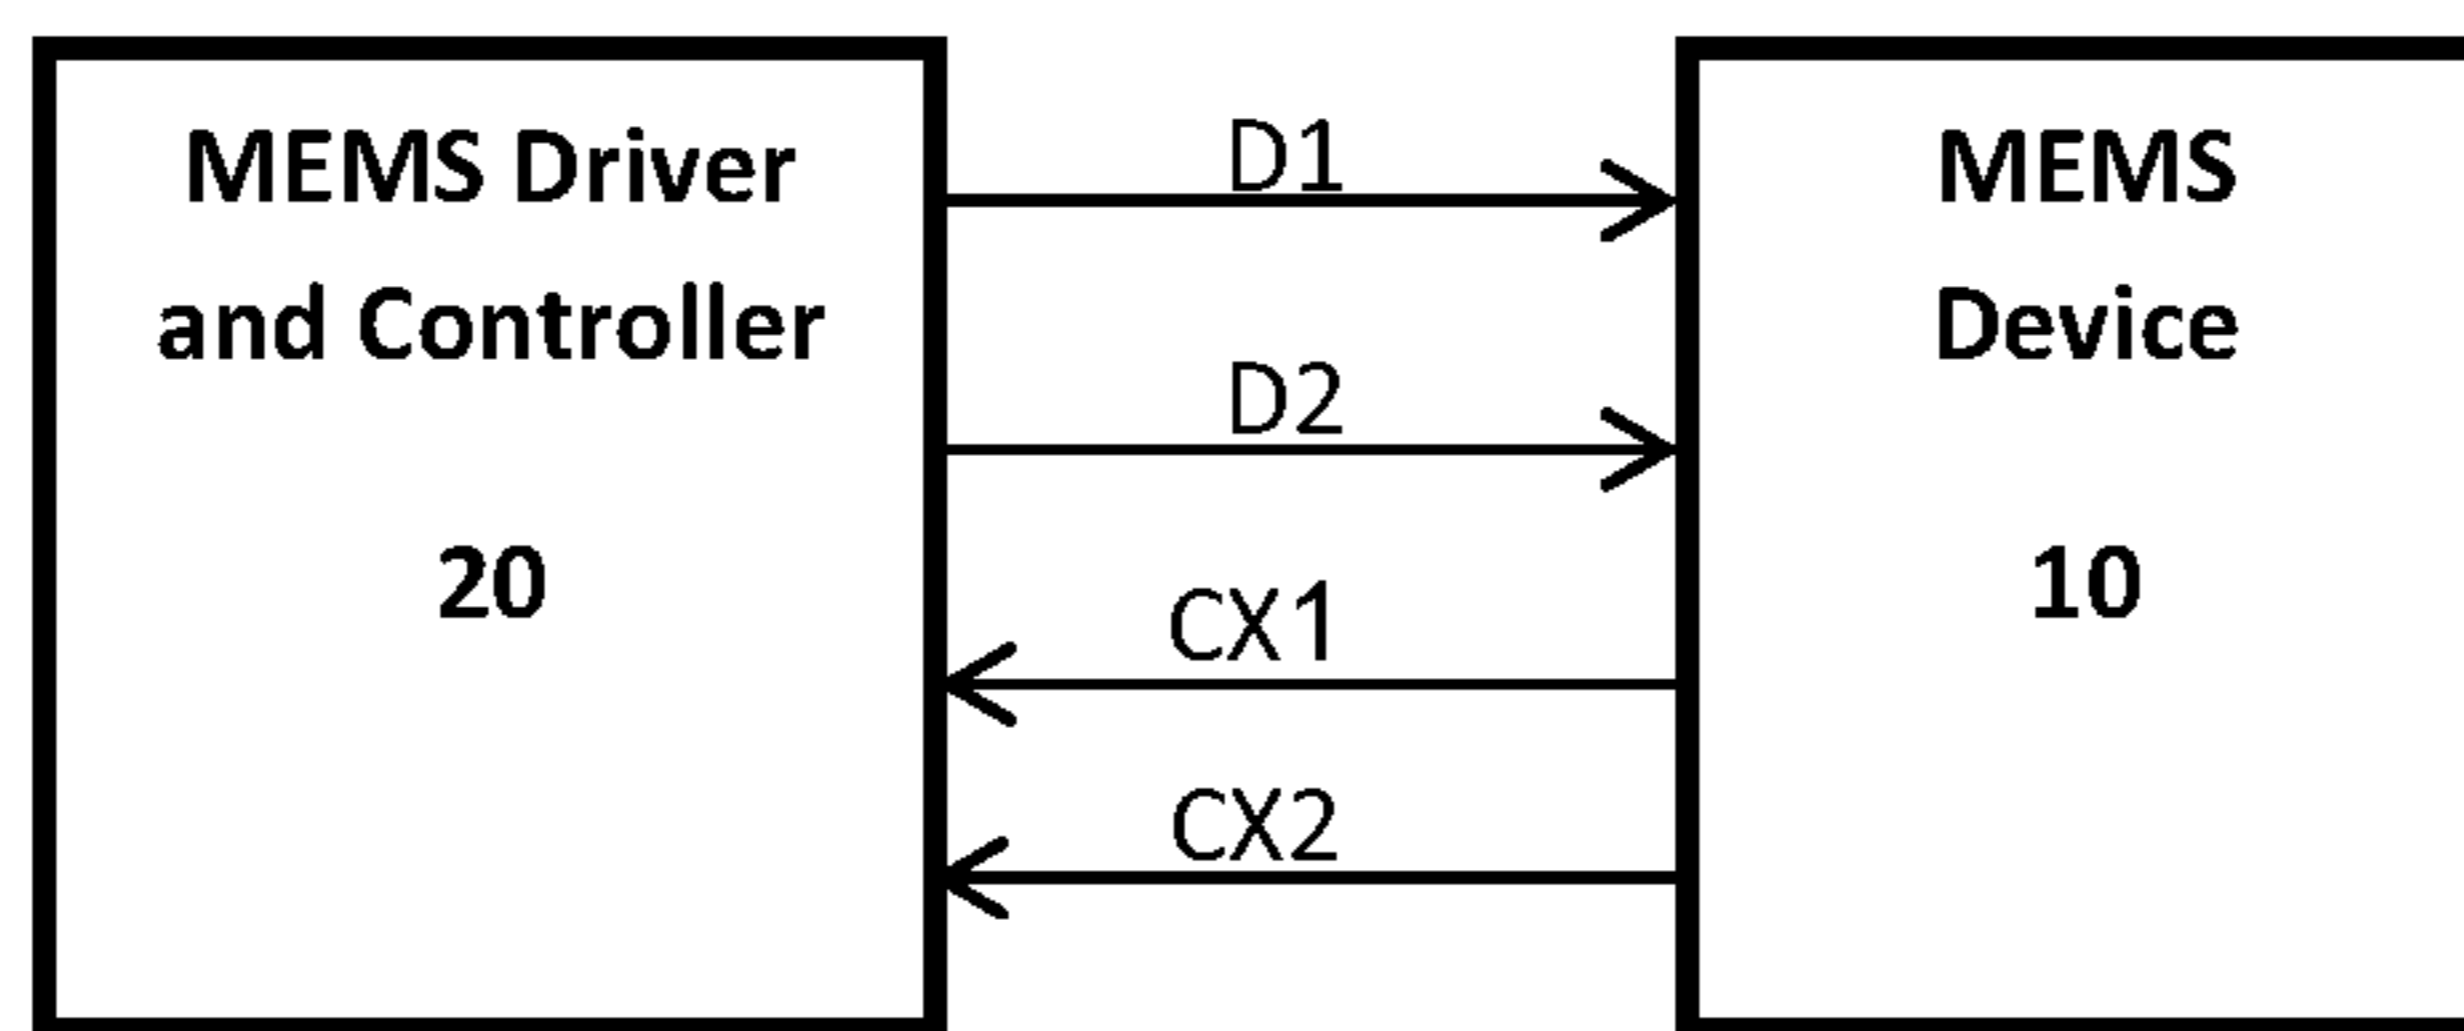 MEMS Driver
and Controller
20
D1
D2
CX1
CX2
MEMS
Device
10